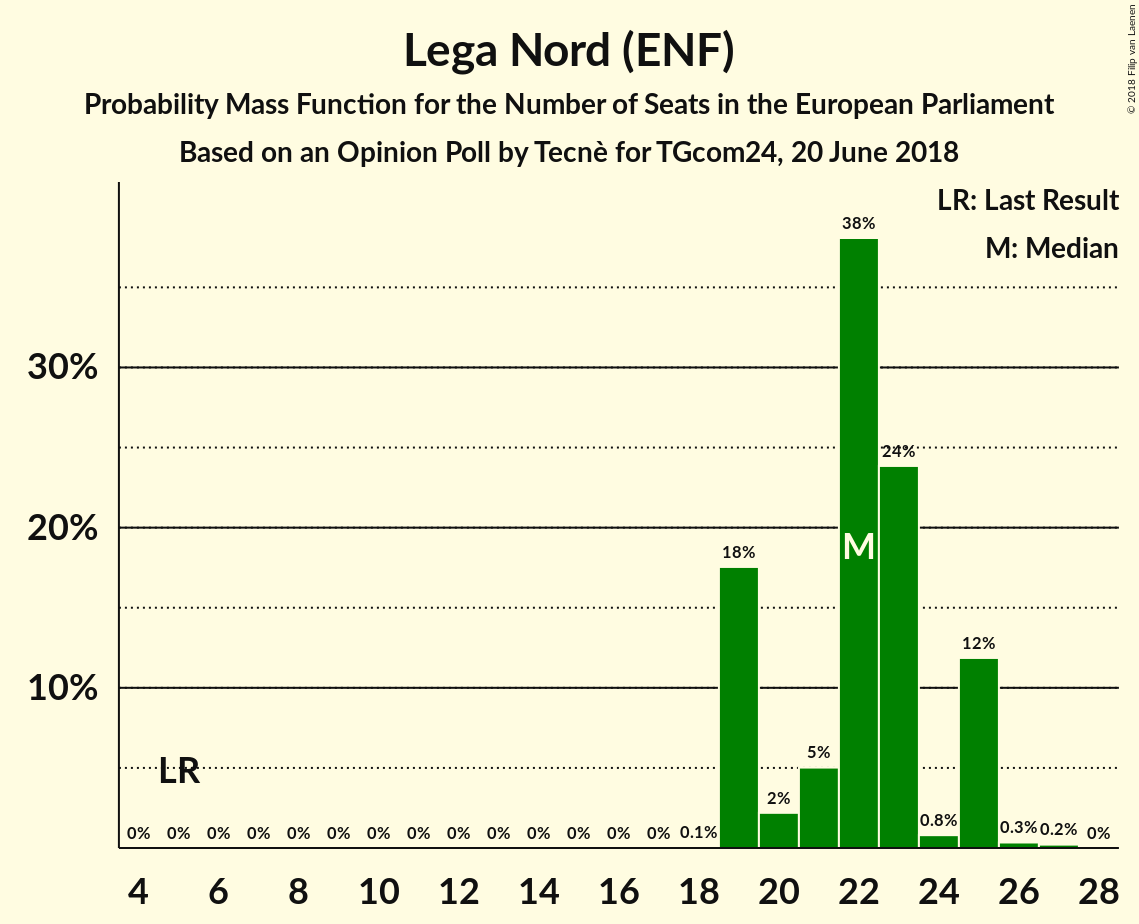 Lega Nord (ENF)
Probability Mass Function for the Number of Seats in the European Parliament
Based on an Opinion Poll by Tecnè for TGcom24, 20 June 2018
© 2018 Filip van Laenen
LR: Last Result
M: Median
38%
30%
24%
20%
M
18%
12%
10%
LR
5%
2%
0% 0% 0% 0% 0% 0% 0% 0% 0% 0% 0% 0% 0% 0% 0.1% 0.8% 0.3% 0.2% 0%
4 6 8 10 12 14 16 18 20 22 24 26 28